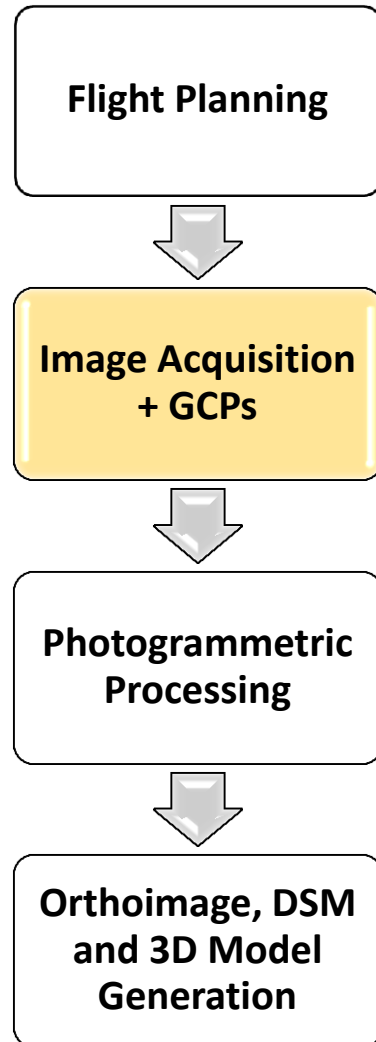 Flight Planning
Image Acquisition
+ GCPs
Photogrammetric
Processing
Orthoimage, DSM
and 3D Model
Generation